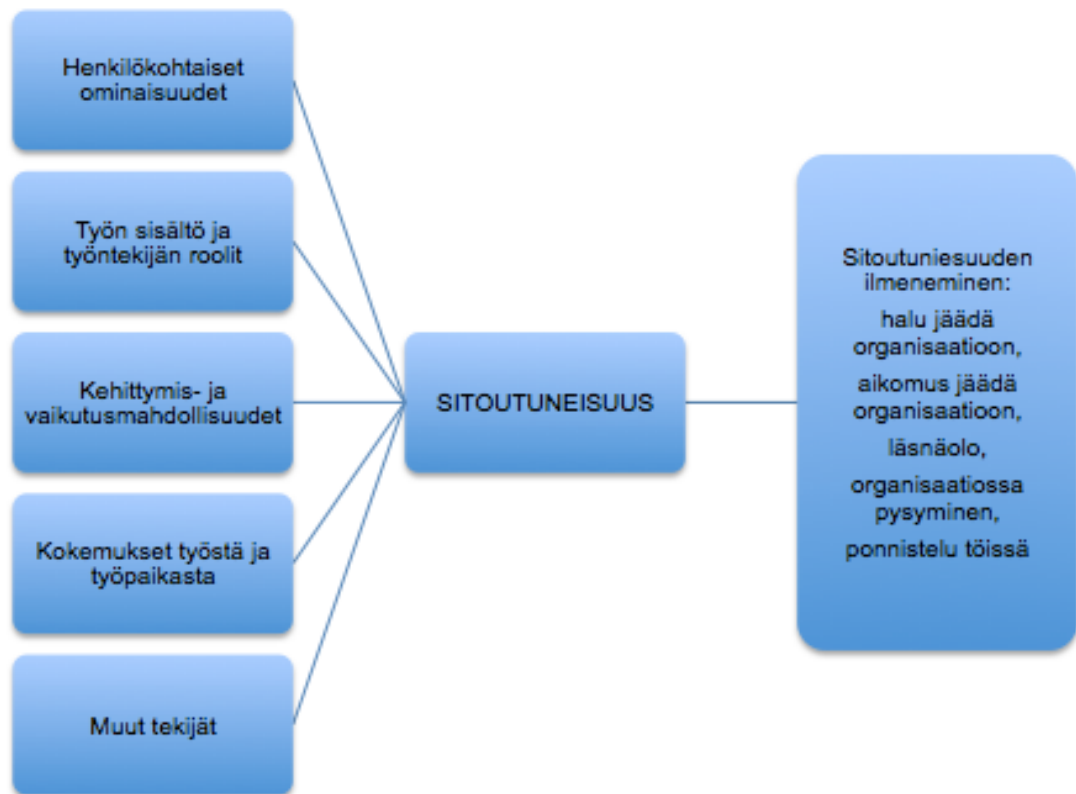 Henkilökohtaiset
ominaisuudet
Työn sisältö ja
työntekijän roolit
Kehittymis- ja
vaikutusmahdollisuudet
Kokemukset työstä ja
työpaikasta
Muut tekijät
SITOUTUNEISUUS
Sitoutuniesuuden
ilmeneminen:
halu jäädä
organisaatioon,
aikomus jäädä
organisaatioon,
läsnäolo,
organisaatiossa
pysyminen,
ponnistelu töissä